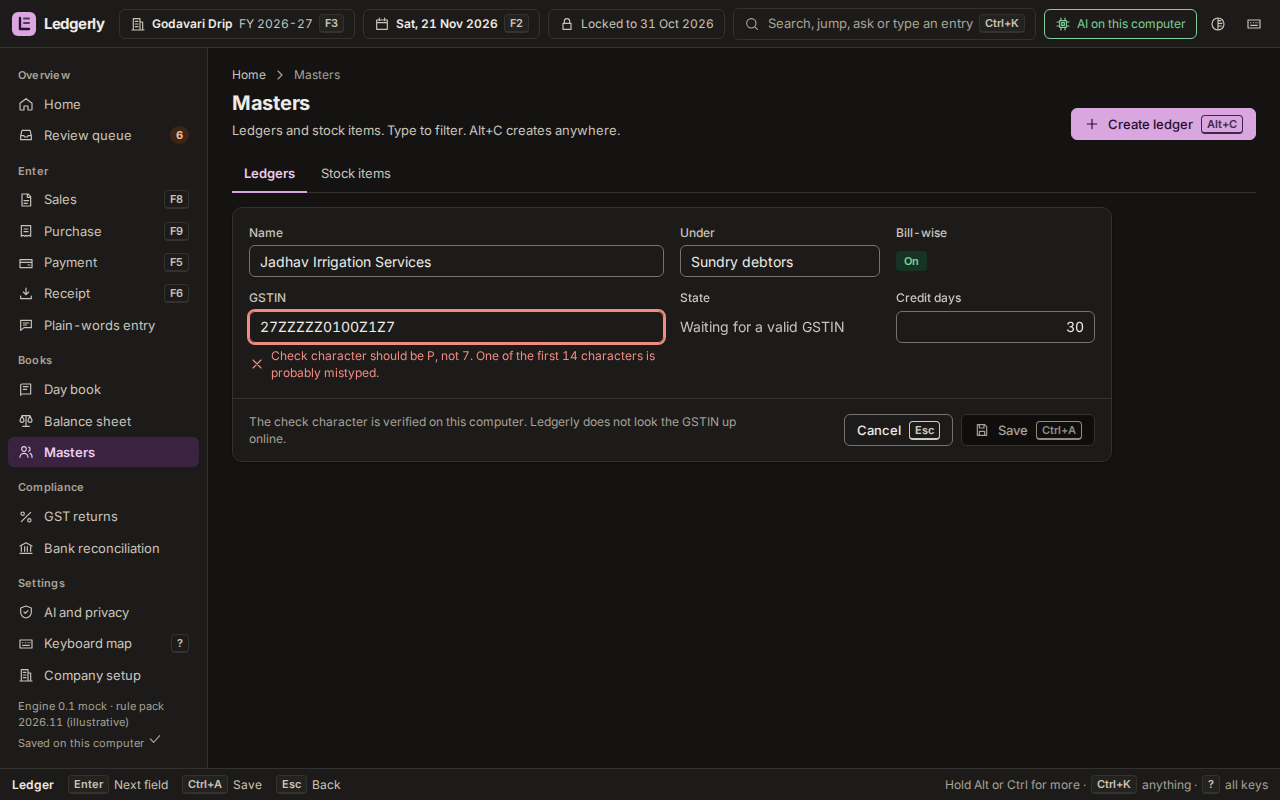 Ledgerly
Godavari Drip FY 2026-27 F3
Sat, 21 Nov 2026 F2
Locked to 31 Oct 2026
Search, jump, ask or type an entry Ctrl+K
AI on this computer
Overview
Home
Review queue 6
Enter
Sales F8
Purchase F9
Payment F5
Receipt F6
Plain-words entry
Books
Day book
Balance sheet
Masters
Compliance
GST returns
Bank reconciliation
Settings
AI and privacy
Keyboard map ?
Company setup
Engine 0.1 mock · rule pack
2026.11 (illustrative)
Saved on this computer
Home Masters
Masters
Ledgers and stock items. Type to filter. Alt+C creates anywhere.
Create ledger Alt+C
Ledgers Stock items
Name Under Bill-wise
Jadhav Irrigation Services Sundry debtors On
GSTIN State Credit days
27ZZZZZ0100Z1Z7 Waiting for a valid GSTIN 30
Check character should be P, not 7. One of the first 14 characters is
probably mistyped.
The check character is verified on this computer. Ledgerly does not look the GSTIN up
online.
Cancel Esc Save Ctrl+A
Ledger Enter Next field Ctrl+A Save Esc Back
Hold Alt or Ctrl for more · Ctrl+K anything · ? all keys